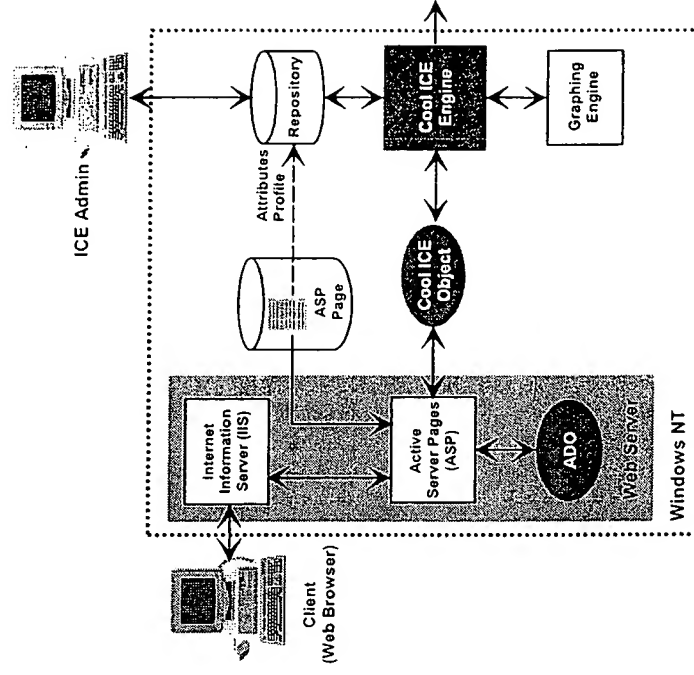 ICE Admin
Repository
Cool ICE
Engine
Graphing
Engine
Attributes
Profile
ASP
Page
Cool ICE
Object
Internet
Information
Server (IIS)
Active
Server Pages
(ASP)
ADO
Web Server
Windows NT
Client
(Web Browser)